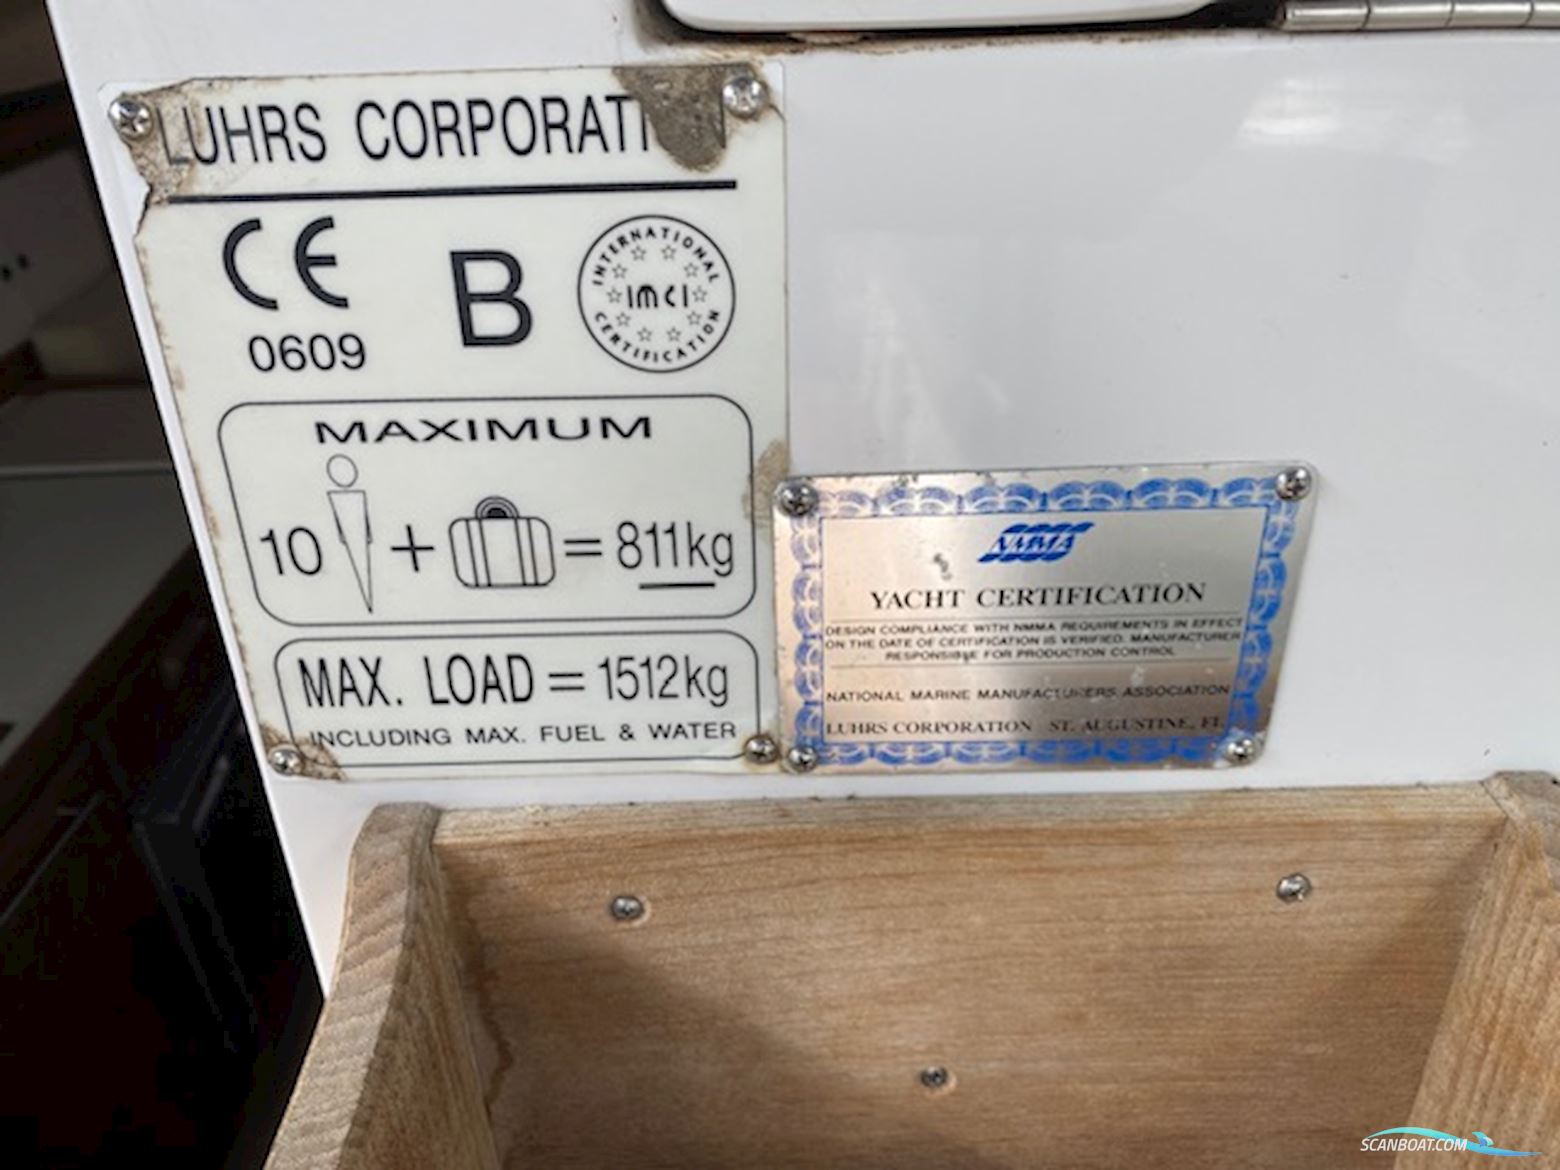 LUHRS CORPORATI
CE
0609
B
INTERNATIONAL
IMCI
CERTIFICATION
MAXIMUM
10 + = 811kg
MAX. LOAD = 1512kg
INCLUDING MAX. FUEL & WATER
NMMA
YACHT CERTIFICATION
DESIGN COMPLIANCE WITH NMMA REQUIREMENTS IN EFFECT
ON THE DATE OF CERTIFICATION IS VERIFIED. MANUFACTURER
RESPONSIBLE FOR PRODUCTION CONTROL
NATIONAL MARINE MANUFACTURERS ASSOCIATION
LUHRS CORPORATION ST. AUGUSTINE, FL
SCANBOAT.COM